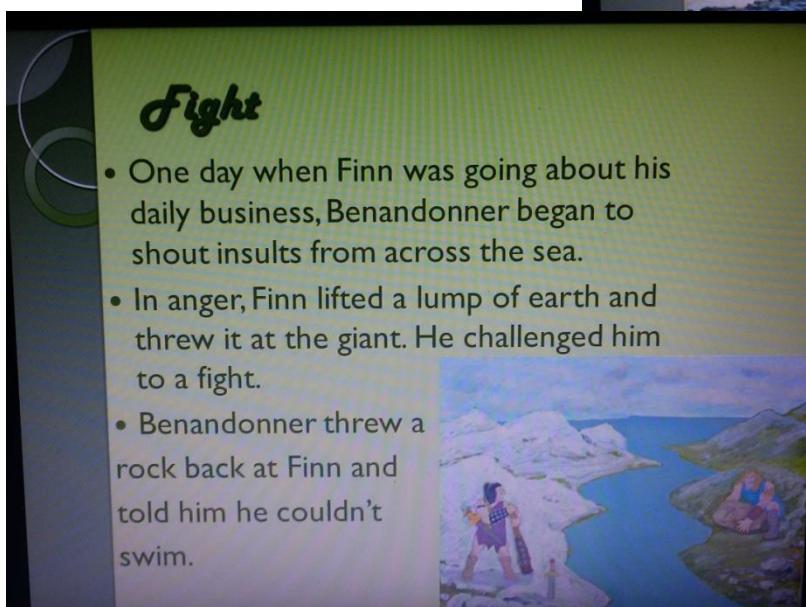 Fight
• One day when Finn was going about his
daily business, Benandonner began to
shout insults from across the sea.
• In anger, Finn lifted a lump of earth and
threw it at the giant. He challenged him
to a fight.
• Benandonner threw a
rock back at Finn and
told him he couldn't
swim.